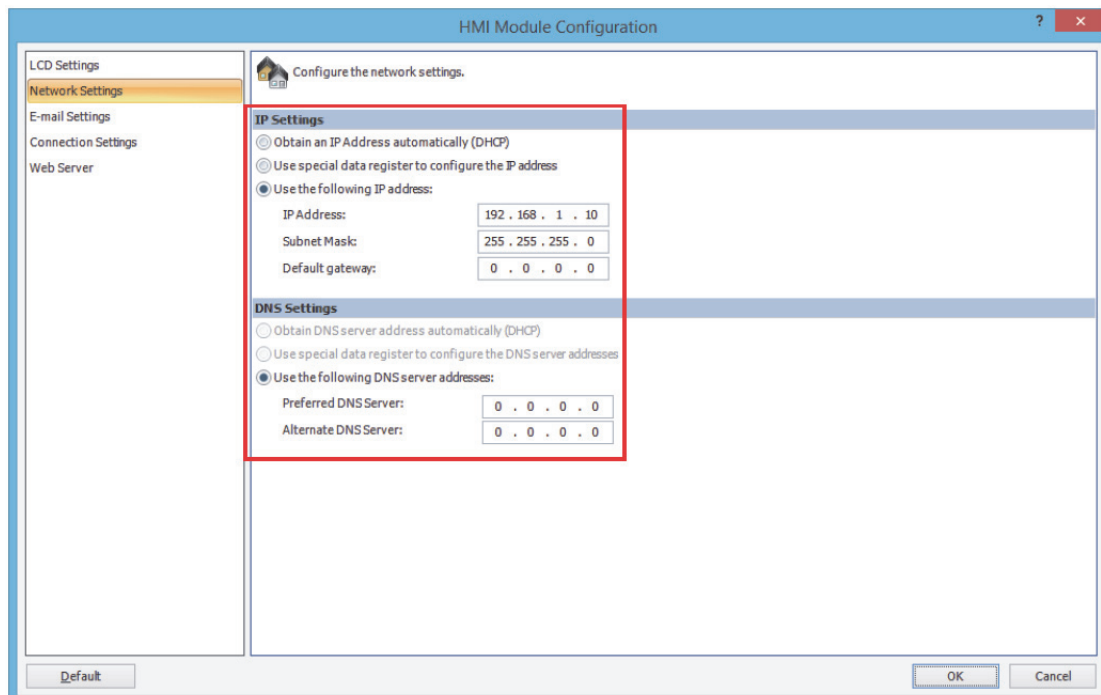 HMI Module Configuration
? ×
LCD Settings
Network Settings
E-mail Settings
Connection Settings
Web Server
Configure the network settings.
IP Settings
Obtain an IP Address automatically (DHCP)
Use special data register to configure the IP address
Use the following IP address:
IP Address: 192 . 168 . 1 . 10
Subnet Mask: 255 . 255 . 255 . 0
Default gateway: 0 . 0 . 0 . 0
DNS Settings
Obtain DNS server address automatically (DHCP)
Use special data register to configure the DNS server addresses
Use the following DNS server addresses:
Preferred DNS Server: 0 . 0 . 0 . 0
Alternate DNS Server: 0 . 0 . 0 . 0
Default OK Cancel